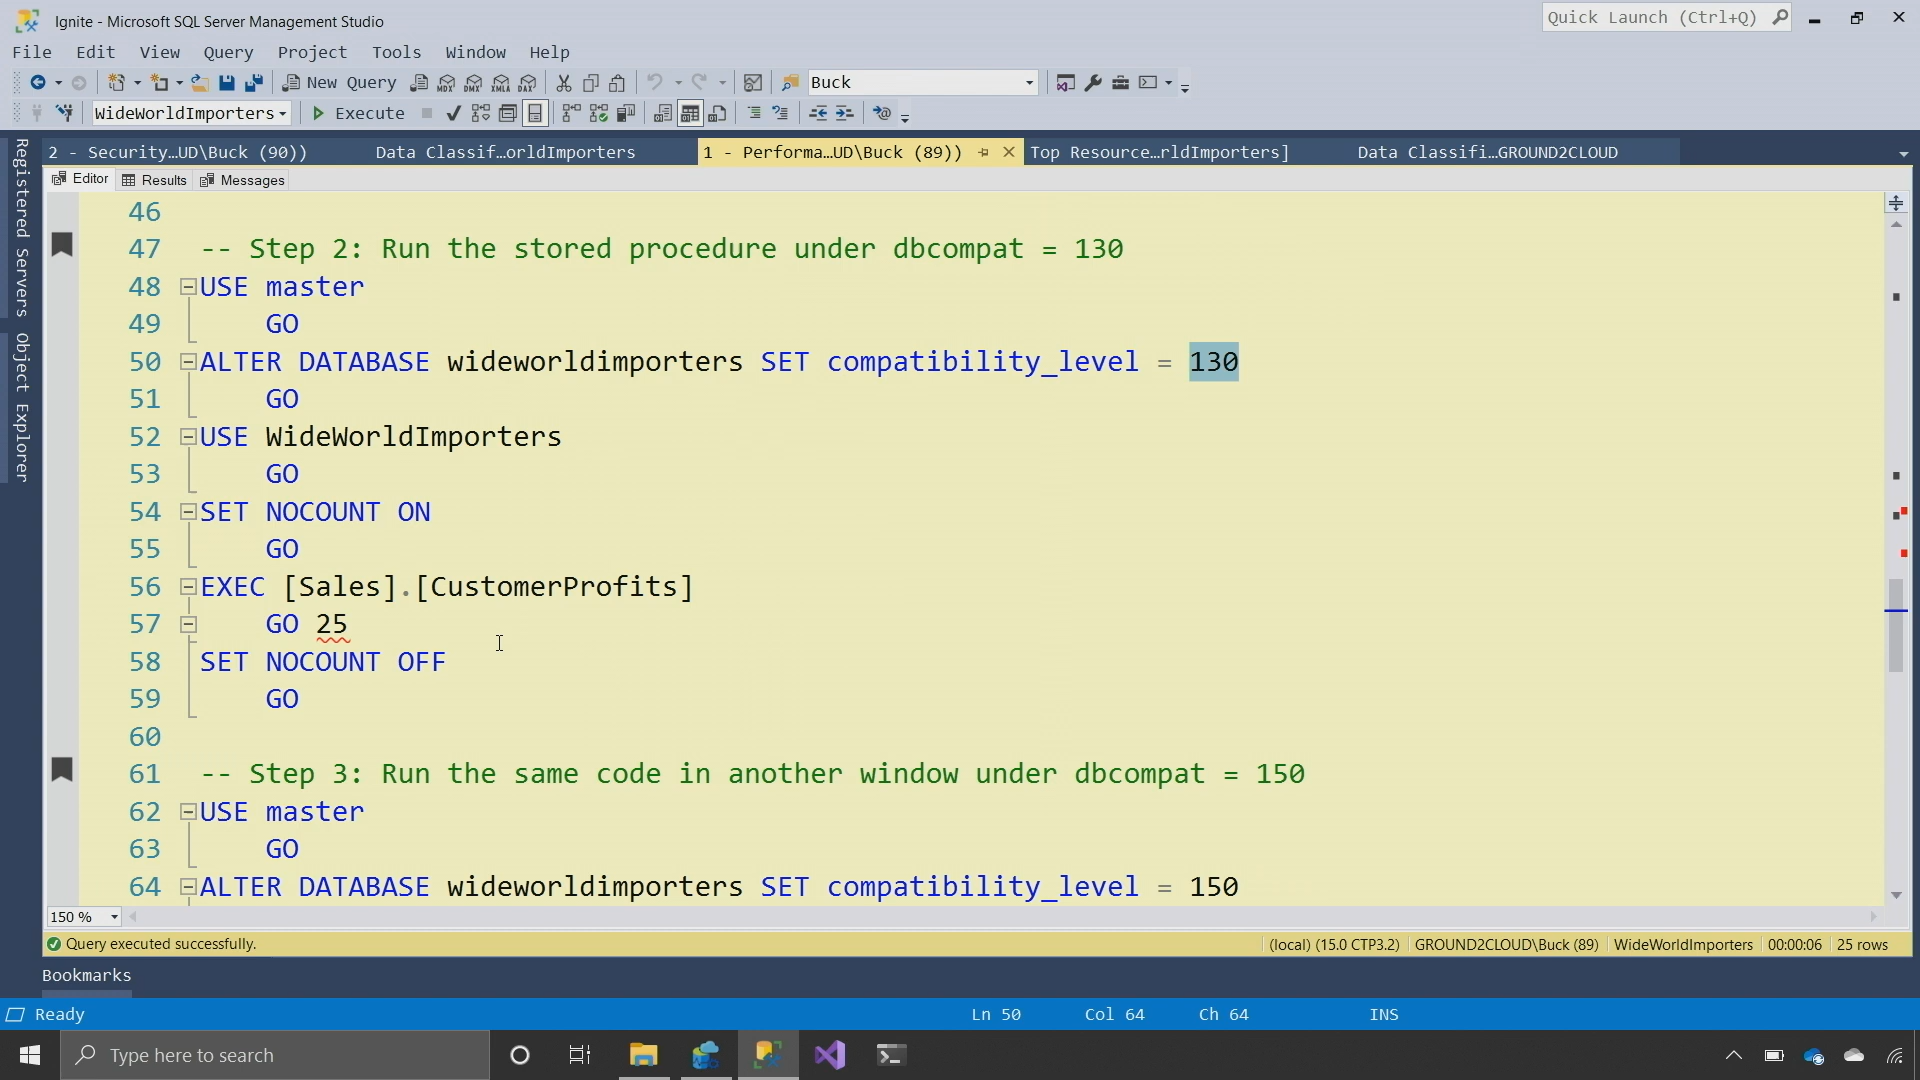 Ignite - Microsoft SQL Server Management Studio
Quick Launch (Ctrl+Q)
File Edit View Query Project Tools Window Help
New Query MDX DMX XMLA DAX Buck
WideWorldImporters Execute
2 - Security...UD\Buck (90)) Data Classif...orldImporters 1 - Performa...UD\Buck (89)) Top Resource...rldImporters] Data Classifi...GROUND2CLOUD
Editor Results Messages
Registered Servers
Object Explorer
46
47 -- Step 2: Run the stored procedure under dbcompat = 130
48 USE master
49 GO
50 ALTER DATABASE wideworldimporters SET compatibility_level = 130
51 GO
52 USE WideWorldImporters
53 GO
54 SET NOCOUNT ON
55 GO
56 EXEC [Sales].[CustomerProfits]
57 GO 25
58 SET NOCOUNT OFF
59 GO
60
61 -- Step 3: Run the same code in another window under dbcompat = 150
62 USE master
63 GO
64 ALTER DATABASE wideworldimporters SET compatibility_level = 150
150 %
Query executed successfully. (local) (15.0 CTP3.2) GROUND2CLOUD\Buck (89) WideWorldImporters 00:00:06 25 rows
Bookmarks
Ready Ln 50 Col 64 Ch 64 INS
Type here to search